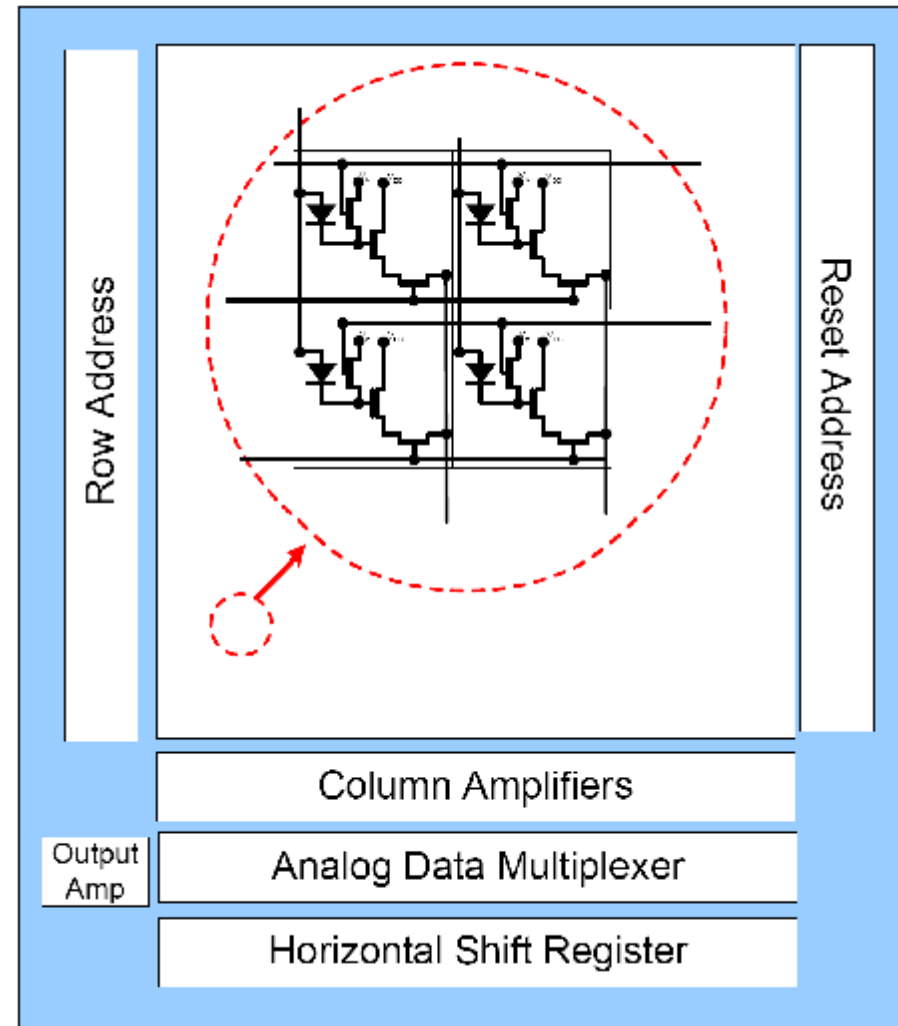 Row Address
Reset Address
Column Amplifiers
Output
Amp
Analog Data Multiplexer
Horizontal Shift Register